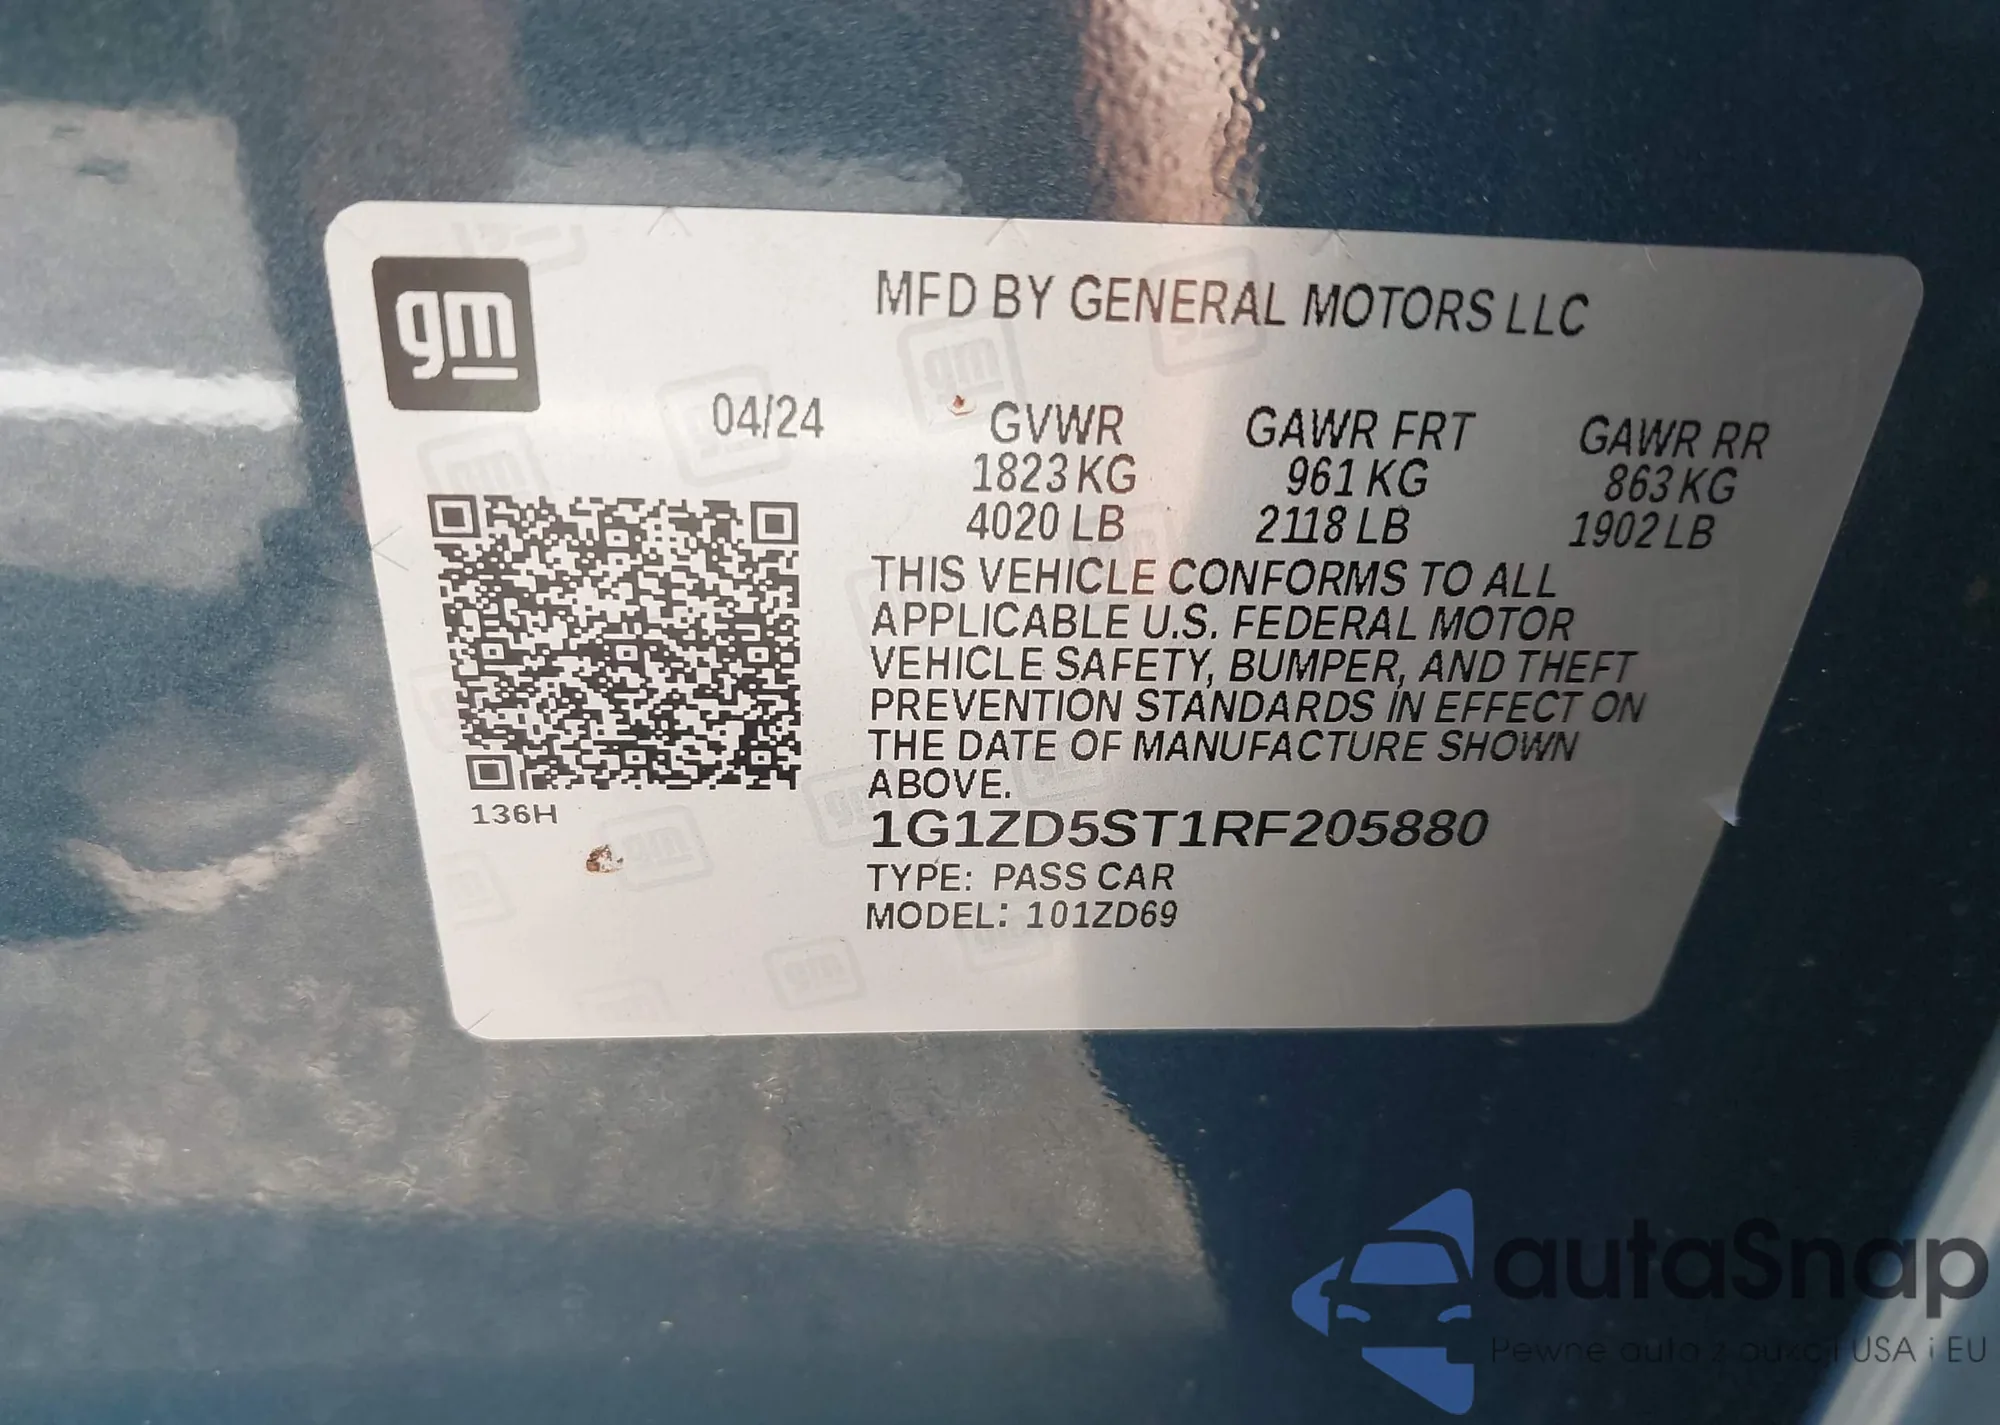 gm
MFD BY GENERAL MOTORS LLC
04/24
GVWR GAWR FRT GAWR RR
1823 KG 961 KG 863 KG
4020 LB 2118 LB 1902 LB
THIS VEHICLE CONFORMS TO ALL
APPLICABLE U.S. FEDERAL MOTOR
VEHICLE SAFETY, BUMPER, AND THEFT
PREVENTION STANDARDS IN EFFECT ON
THE DATE OF MANUFACTURE SHOWN
ABOVE.
136H
1G1ZD5ST1RF205880
TYPE: PASS CAR
MODEL: 101ZD69
autaSnap
Pewne auta z aukcji USA i EU